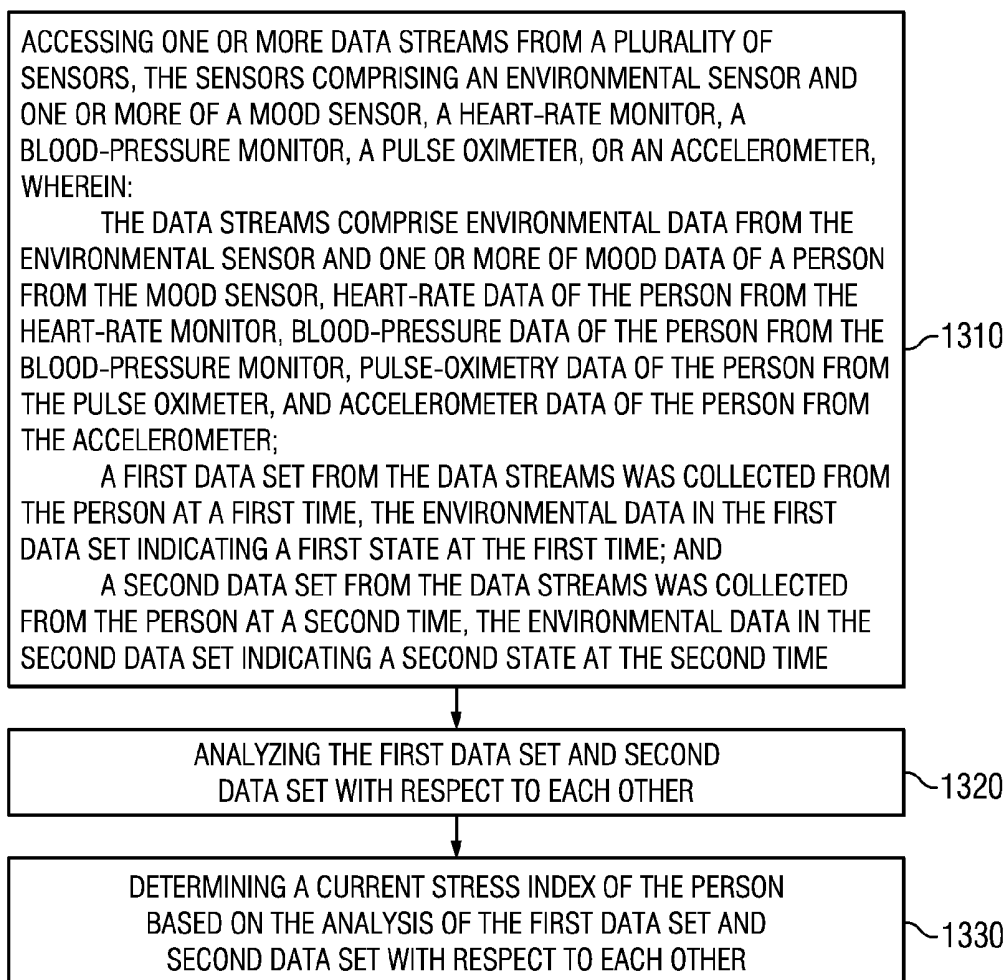 ACCESSING ONE OR MORE DATA STREAMS FROM A PLURALITY OF
SENSORS, THE SENSORS COMPRISING AN ENVIRONMENTAL SENSOR AND
ONE OR MORE OF A MOOD SENSOR, A HEART-RATE MONITOR, A
BLOOD-PRESSURE MONITOR, A PULSE OXIMETER, OR AN ACCELEROMETER,
WHEREIN:
THE DATA STREAMS COMPRISE ENVIRONMENTAL DATA FROM THE
ENVIRONMENTAL SENSOR AND ONE OR MORE OF MOOD DATA OF A PERSON
FROM THE MOOD SENSOR, HEART-RATE DATA OF THE PERSON FROM THE
HEART-RATE MONITOR, BLOOD-PRESSURE DATA OF THE PERSON FROM THE
BLOOD-PRESSURE MONITOR, PULSE-OXIMETRY DATA OF THE PERSON FROM
THE PULSE OXIMETER, AND ACCELEROMETER DATA OF THE PERSON FROM
THE ACCELEROMETER;
A FIRST DATA SET FROM THE DATA STREAMS WAS COLLECTED FROM
THE PERSON AT A FIRST TIME, THE ENVIRONMENTAL DATA IN THE FIRST
DATA SET INDICATING A FIRST STATE AT THE FIRST TIME; AND
A SECOND DATA SET FROM THE DATA STREAMS WAS COLLECTED
FROM THE PERSON AT A SECOND TIME, THE ENVIRONMENTAL DATA IN THE
SECOND DATA SET INDICATING A SECOND STATE AT THE SECOND TIME
1310
ANALYZING THE FIRST DATA SET AND SECOND
DATA SET WITH RESPECT TO EACH OTHER
1320
DETERMINING A CURRENT STRESS INDEX OF THE PERSON
BASED ON THE ANALYSIS OF THE FIRST DATA SET AND
SECOND DATA SET WITH RESPECT TO EACH OTHER
1330